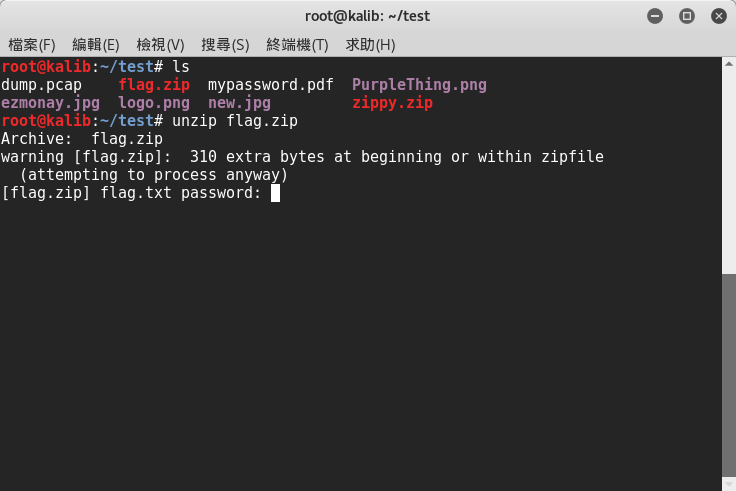 root@kalib: ~/test
檔案(F) 編輯(E) 檢視(V) 搜尋(S) 終端機(T) 求助(H)
root@kalib:~/test# ls
dump.pcap    flag.zip  mypassword.pdf  PurpleThing.png
ezmonay.jpg  logo.png  new.jpg         zippy.zip
root@kalib:~/test# unzip flag.zip
Archive:  flag.zip
warning [flag.zip]:  310 extra bytes at beginning or within zipfile
  (attempting to process anyway)
[flag.zip] flag.txt password: